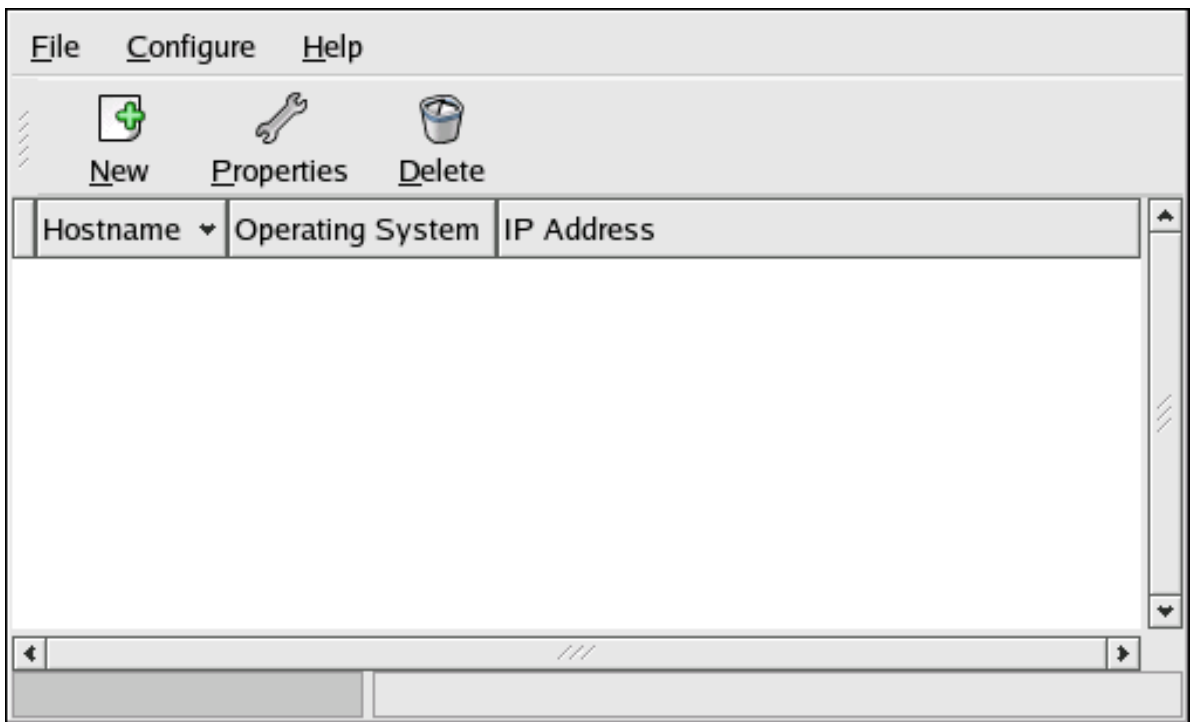 File Configure Help
New Properties Delete
Hostname Operating System IP Address